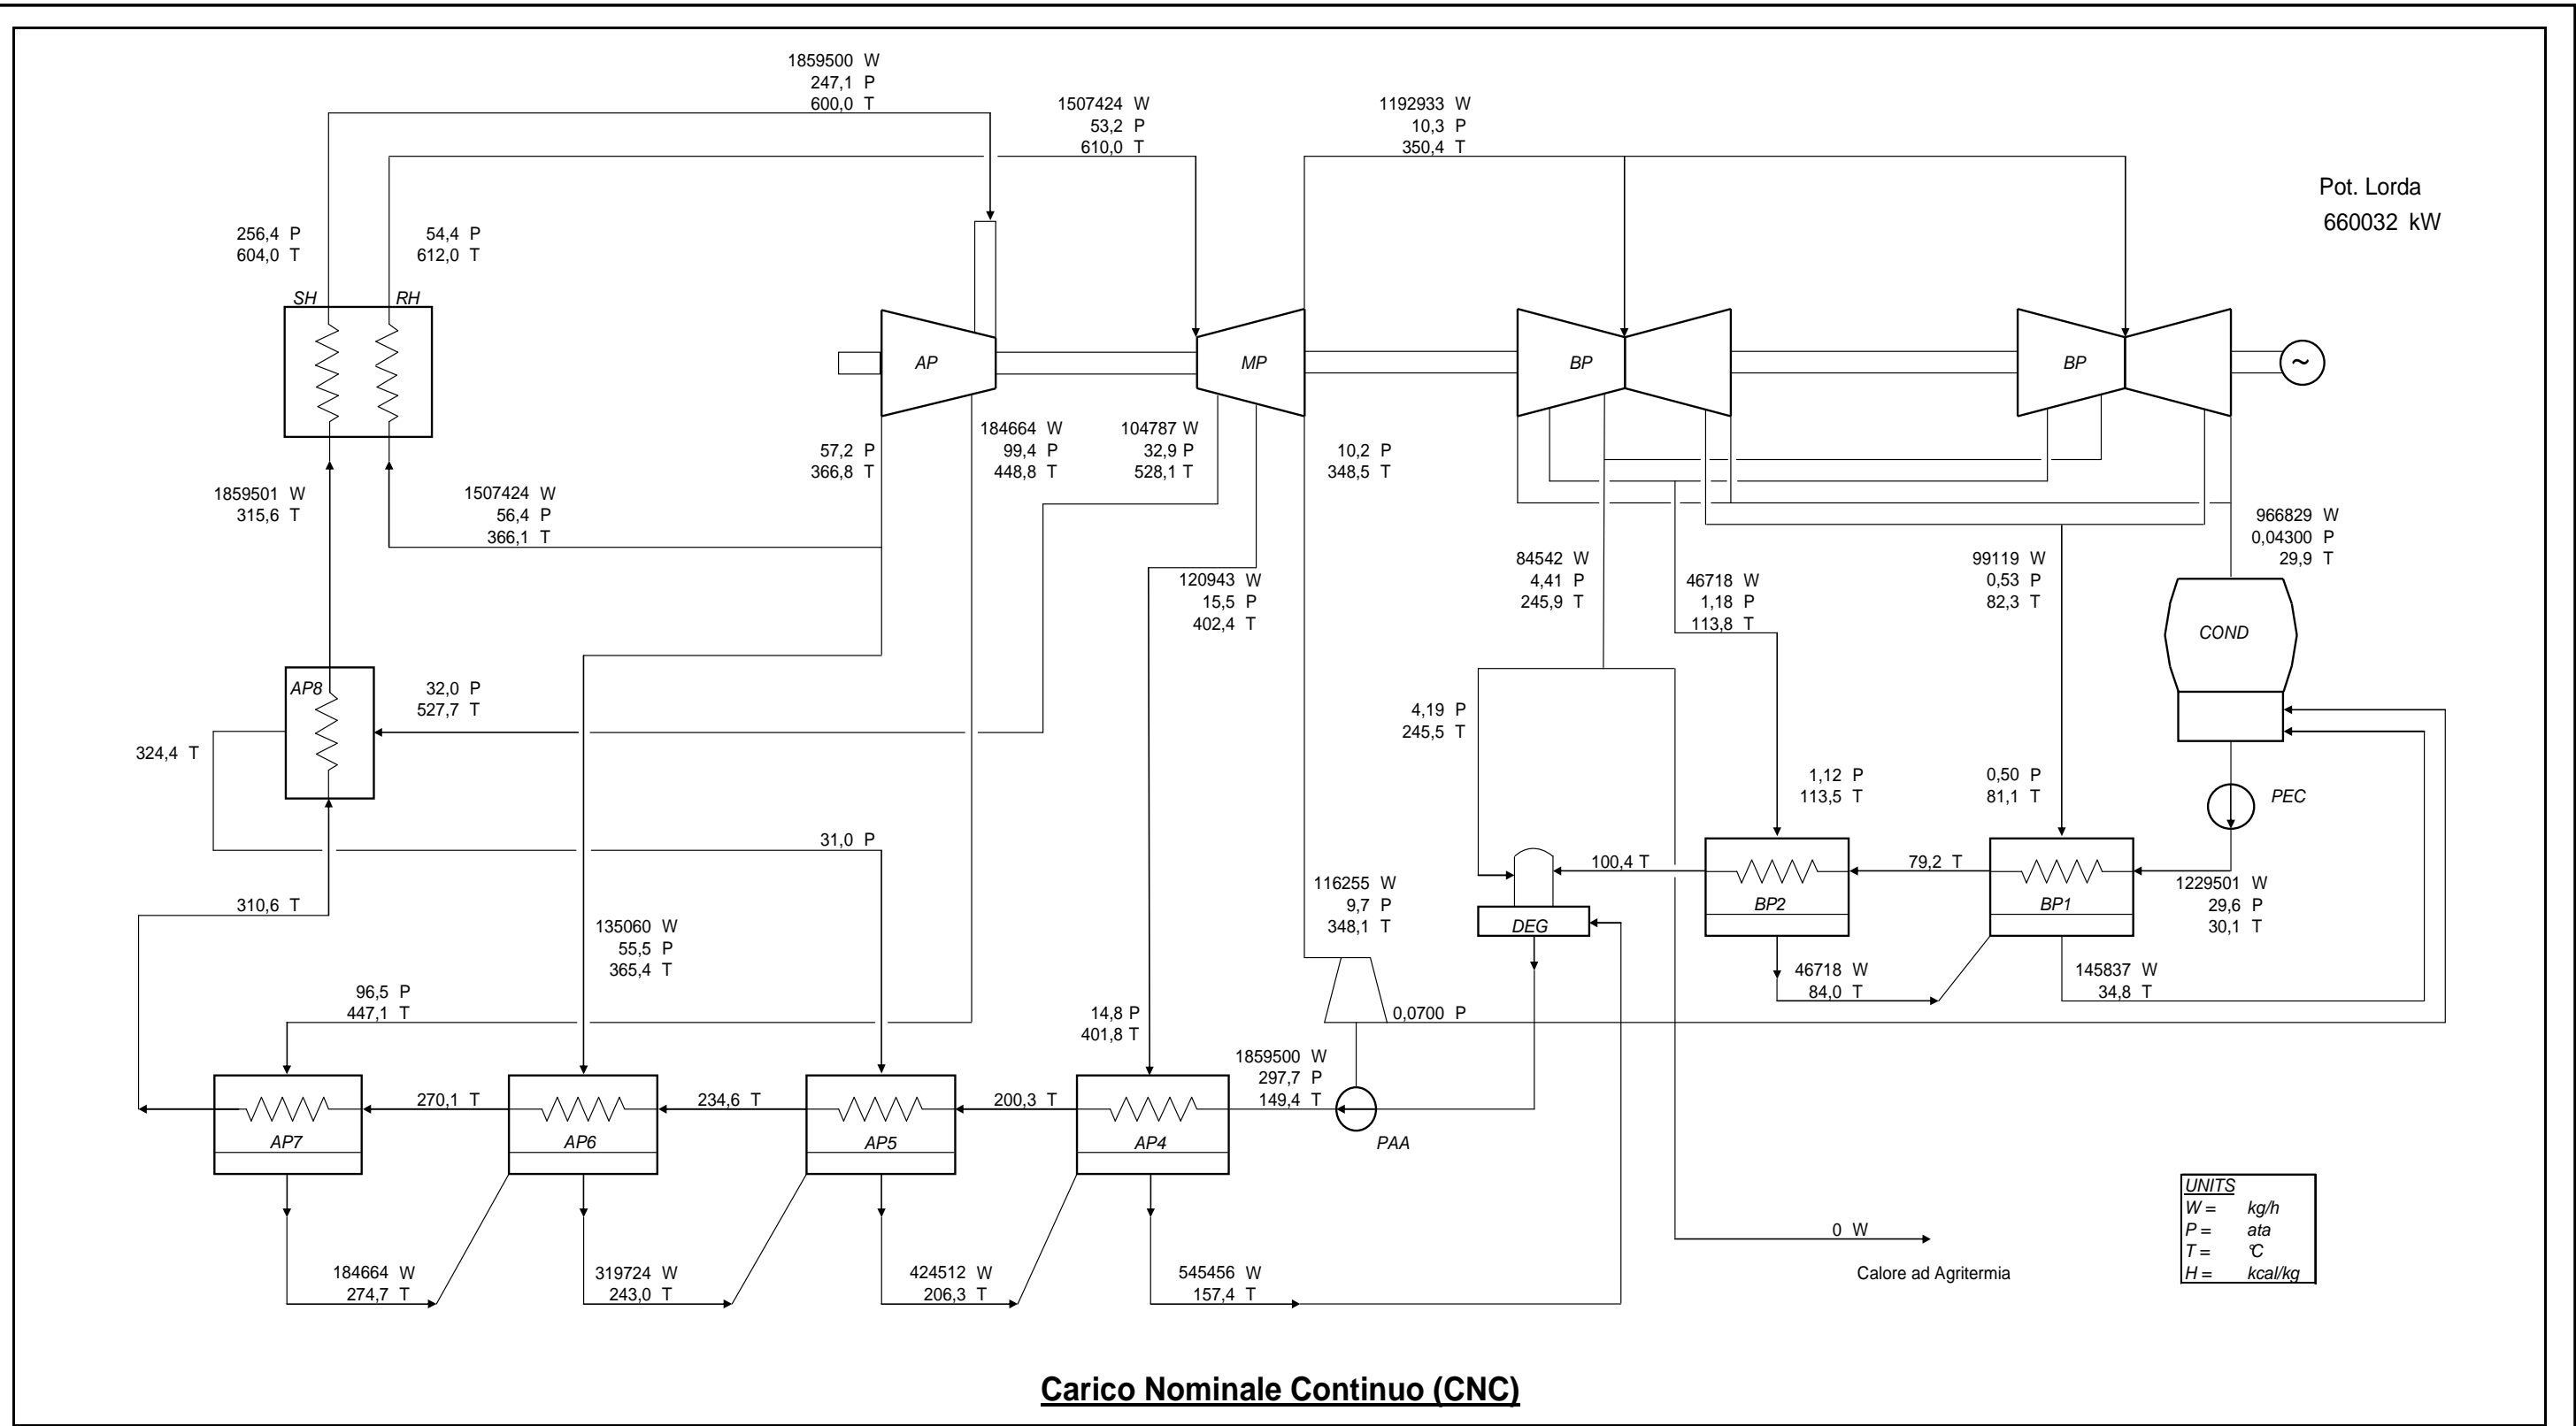 1859500 W
247,1 P
600,0 T
1507424 W
53,2 P
610,0 T
1192933 W
10,3 P
350,4 T
Pot. Lorda
660032 kW
256,4 P
604,0 T
54,4 P
612,0 T
SH
RH
AP
MP
BP
BP
~
57,2 P
366,8 T
184664 W
99,4 P
448,8 T
104787 W
32,9 P
528,1 T
10,2 P
348,5 T
1859501 W
315,6 T
1507424 W
56,4 P
366,1 T
966829 W
0,04300 P
29,9 T
84542 W
4,41 P
245,9 T
46718 W
1,18 P
113,8 T
99119 W
0,53 P
82,3 T
120943 W
15,5 P
402,4 T
COND
AP8
32,0 P
527,7 T
4,19 P
245,5 T
324,4 T
1,12 P
113,5 T
0,50 P
81,1 T
PEC
31,0 P
100,4 T
79,2 T
116255 W
9,7 P
348,1 T
1229501 W
29,6 P
30,1 T
310,6 T
BP2
BP1
DEG
135060 W
55,5 P
365,4 T
46718 W
84,0 T
145837 W
34,8 T
96,5 P
447,1 T
14,8 P
401,8 T
0,0700 P
1859500 W
297,7 P
149,4 T
270,1 T
234,6 T
200,3 T
AP7
AP6
AP5
AP4
PAA
UNITS
W = kg/h
P = ata
T = °C
H = kcal/kg
0 W
Calore ad Agritermia
184664 W
274,7 T
319724 W
243,0 T
424512 W
206,3 T
545456 W
157,4 T
Carico Nominale Continuo (CNC)